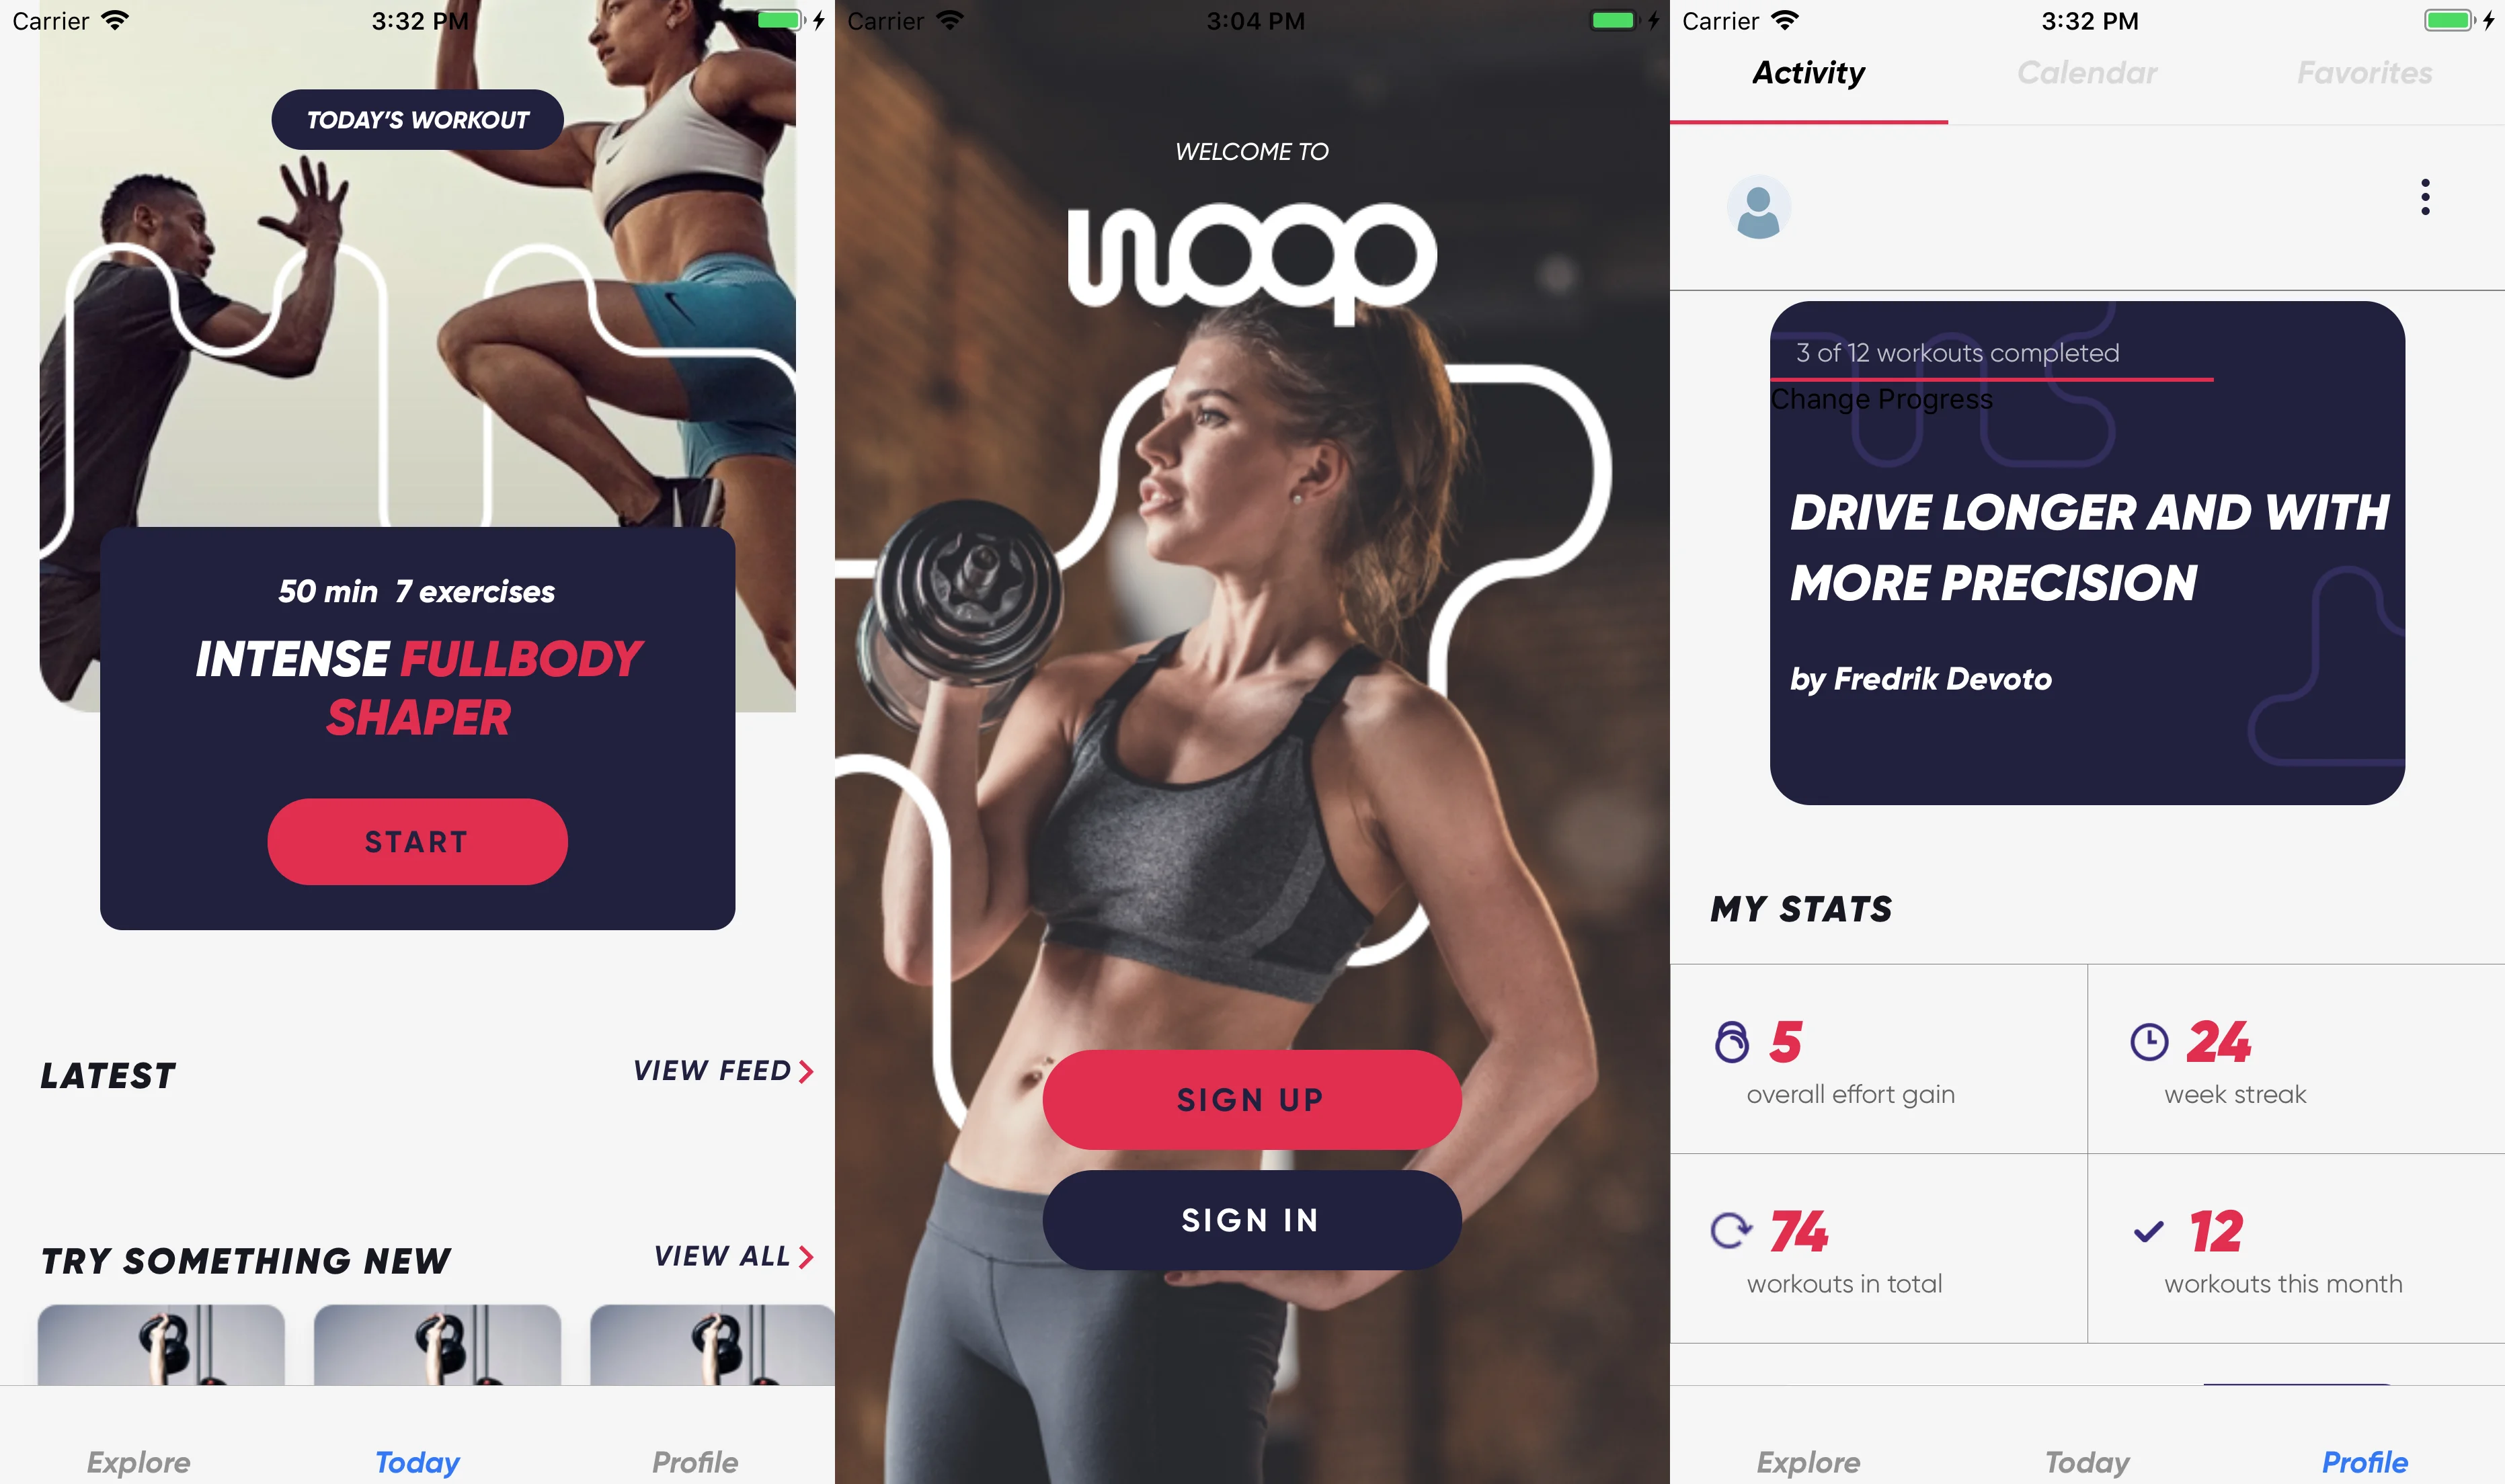 Carrier 3:32 PM
TODAY'S WORKOUT
50 min 7 exercises
INTENSE FULLBODY
SHAPER
START
LATEST
VIEW FEED
TRY SOMETHING NEW
VIEW ALL
Explore Today Profile
Carrier 3:04 PM
WELCOME TO
woop
SIGN UP
SIGN IN
Carrier 3:32 PM
Activity Calendar Favorites
3 of 12 workouts completed
Change Progress
DRIVE LONGER AND WITH
MORE PRECISION
by Fredrik Devoto
MY STATS
5
overall effort gain
24
week streak
74
workouts in total
12
workouts this month
Explore Today Profile